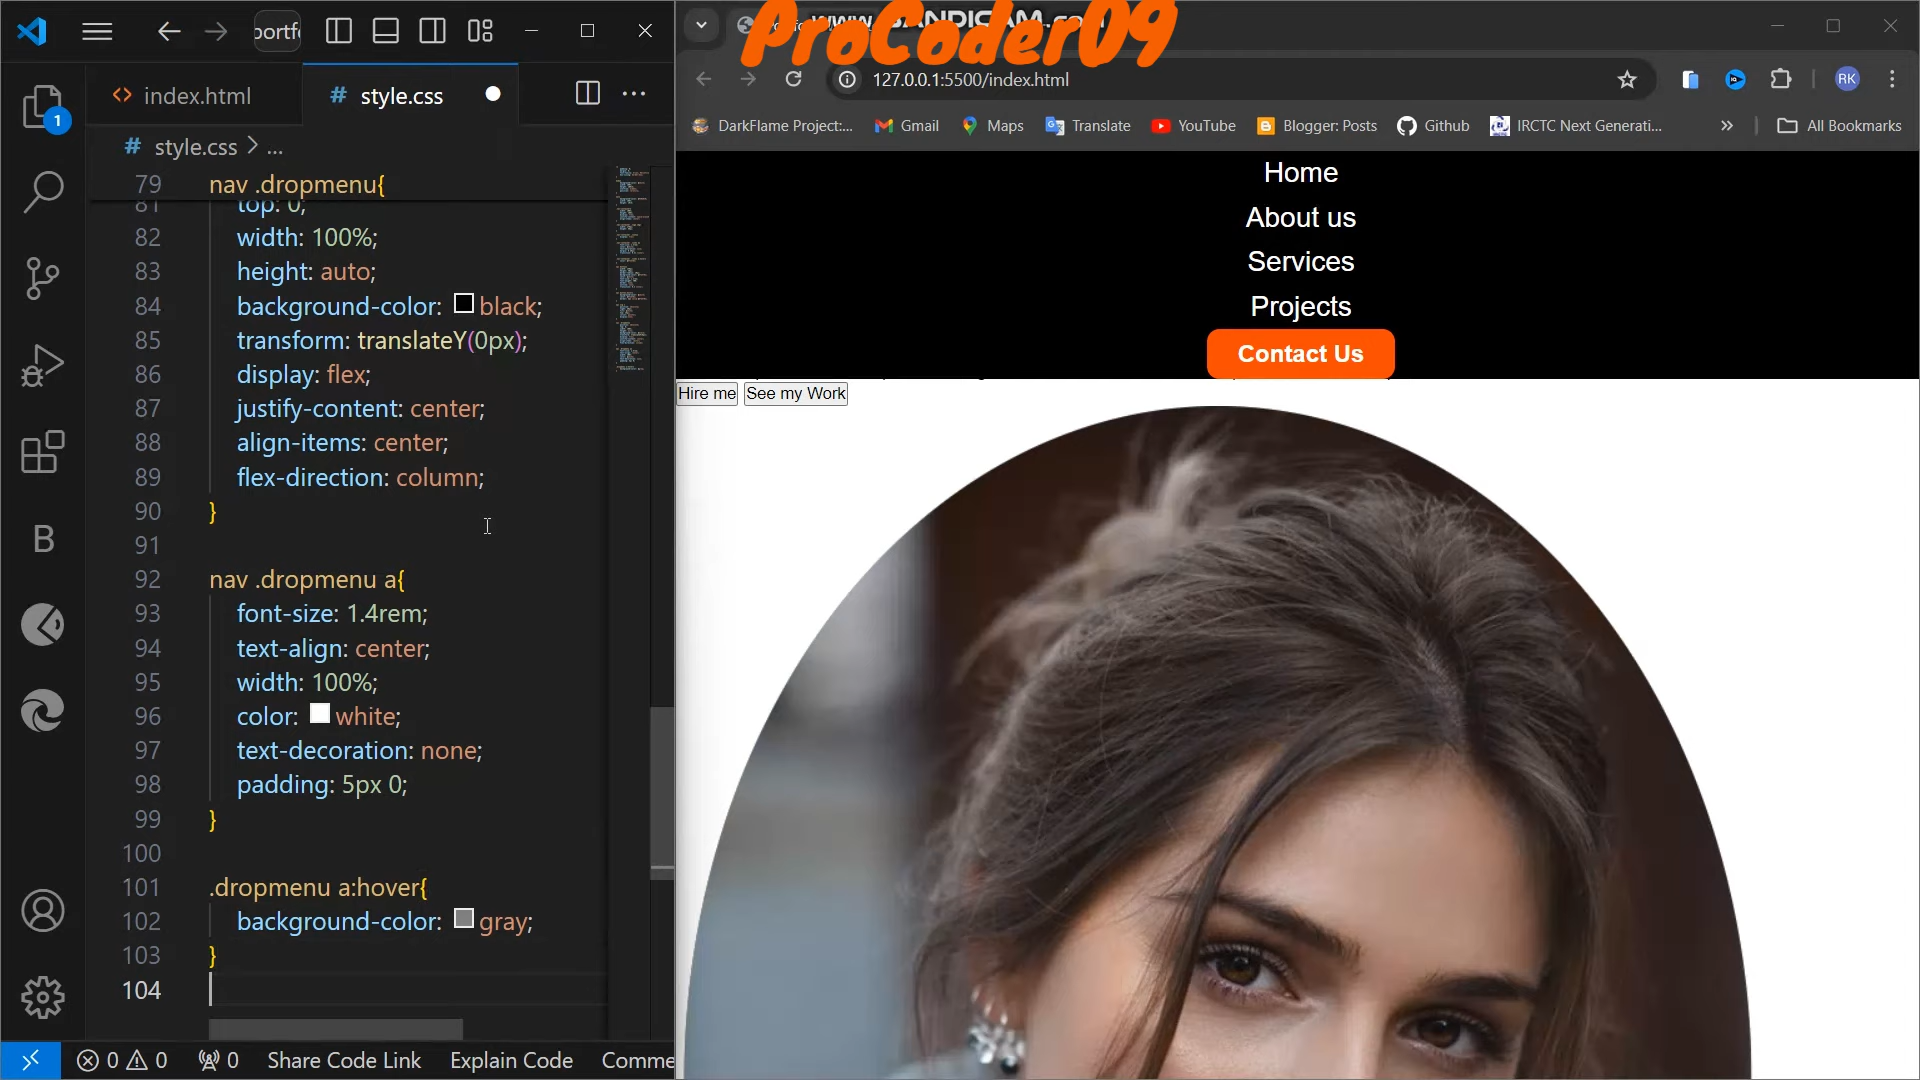 portf
index.html
# style.css
# style.css > ...
79 nav .dropmenu{
81 top: 0;
82 width: 100%;
83 height: auto;
84 background-color: black;
85 transform: translateY(0px);
86 display: flex;
87 justify-content: center;
88 align-items: center;
89 flex-direction: column;
90 }
91
92 nav .dropmenu a{
93 font-size: 1.4rem;
94 text-align: center;
95 width: 100%;
96 color: white;
97 text-decoration: none;
98 padding: 5px 0;
99 }
100
101 .dropmenu a:hover{
102 background-color: gray;
103 }
104
1
B
0 0 0 Share Code Link Explain Code Comme
ProCoder09
127.0.0.1:5500/index.html
RK
DarkFlame Project:... Gmail Maps Translate YouTube Blogger: Posts Github IRCTC Next Generati... » All Bookmarks
Home
About us
Services
Projects
Contact Us
Hire me See my Work